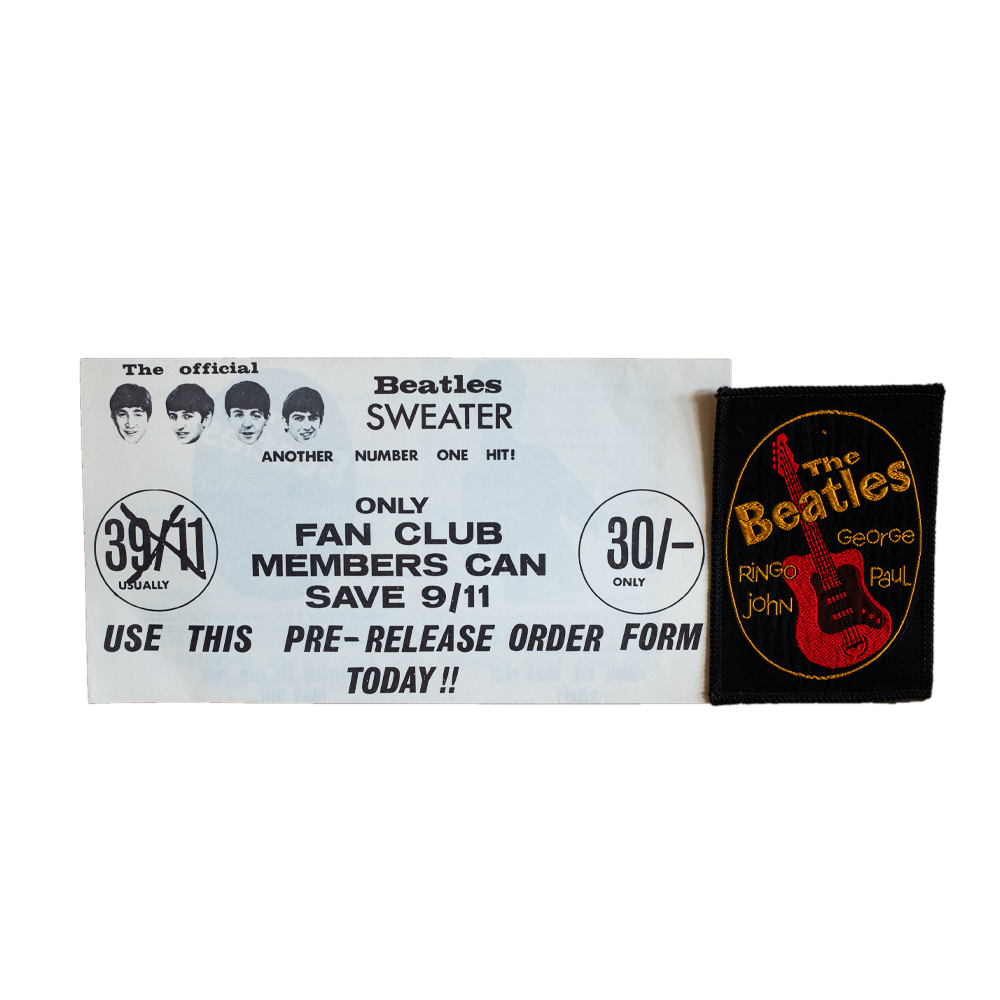 The official
Beatles
SWEATER
ANOTHER NUMBER ONE HIT!
39/11
USUALLY
ONLY
FAN CLUB
MEMBERS CAN
SAVE 9/11
30/-
ONLY
USE THIS PRE-RELEASE ORDER FORM
TODAY!!
The
Beatles
George
RINGO
Paul
john